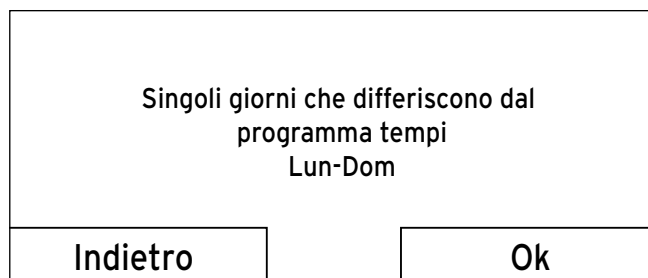 Singoli giorni che differiscono dal
programma tempi
Lun-Dom
Indietro
Ok